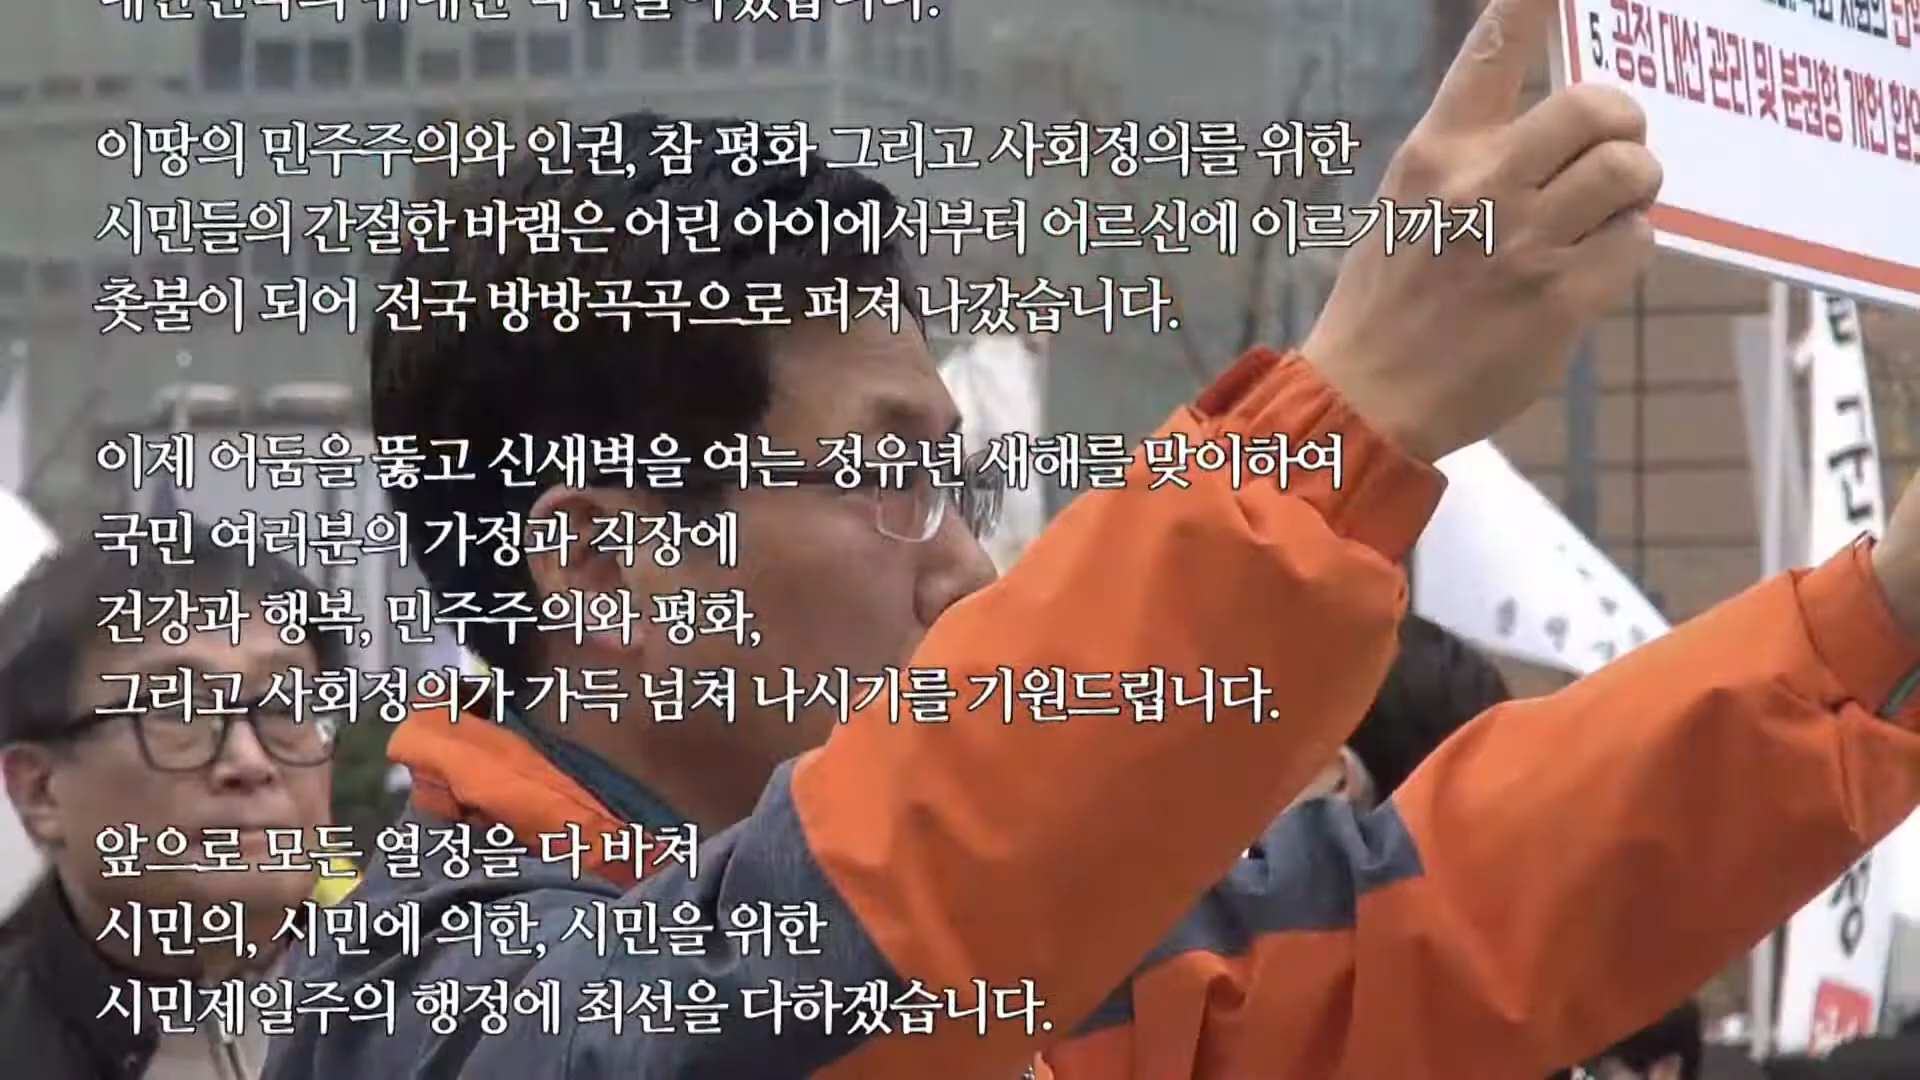 이땅의 민주주의와 인권, 참 평화 그리고 사회정의를 위한
시민들의 간절한 바램은 어린 아이에서부터 어르신에 이르기까지
촛불이 되어 전국 방방곡곡으로 퍼져 나갔습니다.
이제 어둠을 뚫고 신새벽을 여는 정유년 새해를 맞이하여
국민 여러분의 가정과 직장에
건강과 행복, 민주주의와 평화,
그리고 사회정의가 가득 넘쳐 나시기를 기원드립니다.
앞으로 모든 열정을 다 바쳐
시민의, 시민에 의한, 시민을 위한
시민제일주의 행정에 최선을 다하겠습니다.
5. 공정 대선 관리 및 분권형 개헌